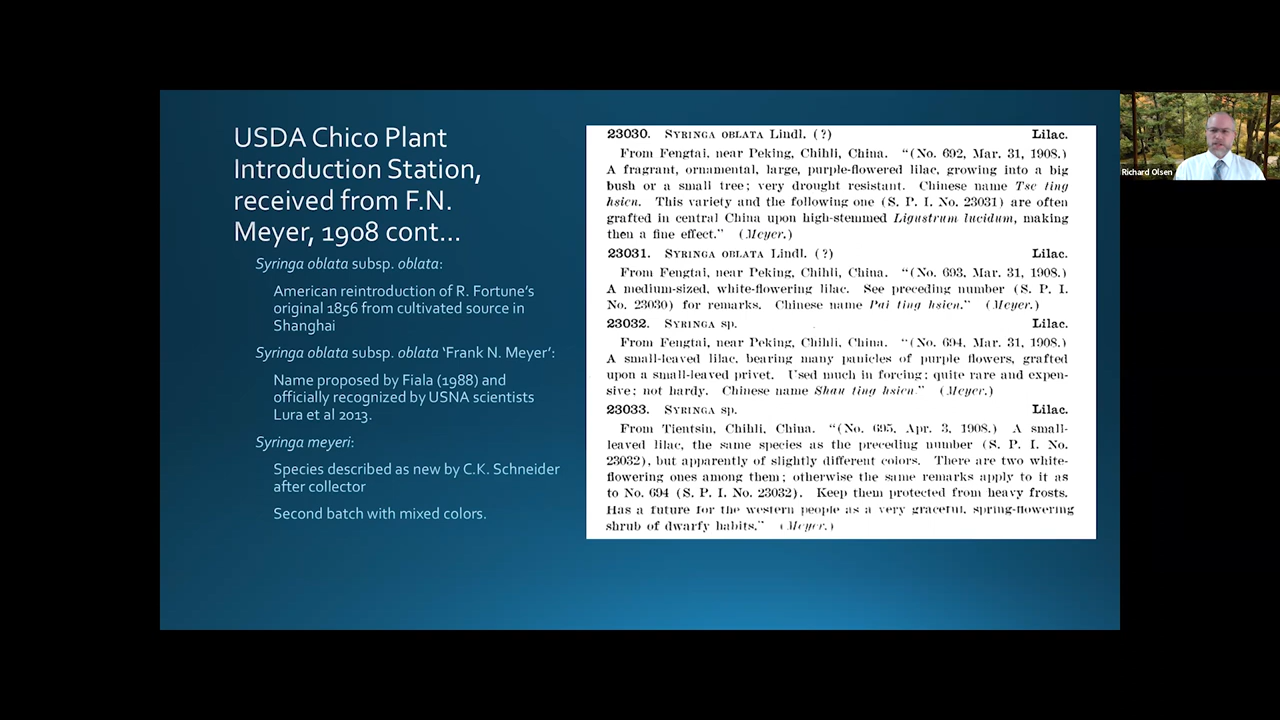 USDA Chico Plant
Introduction Station,
received from F.N.
Meyer, 1908 cont...
Syringa oblata subsp. oblata:
American reintroduction of R. Fortune's
original 1856 from cultivated source in
Shanghai
Syringa oblata subsp. oblata 'Frank N. Meyer':
Name proposed by Fiala (1988) and
officially recognized by USNA scientists
Lura et al 2013.
Syringa meyeri:
Species described as new by C.K. Schneider
after collector
Second batch with mixed colors.
23030. SYRINGA OBLATA Lindl. (?) Lilac.
From Fengtai, near Peking, Chihli, China. "(No. 692, Mar. 31, 1908.)
A fragrant, ornamental, large, purple-flowered lilac, growing into a big
bush or a small tree; very drought resistant. Chinese name Tse ting
hsien. This variety and the following one (S. P. I. No. 23031) are often
grafted in central China upon high-stemmed Ligustrum lucidum, making
then a fine effect." (Meyer.)
23031. SYRINGA OBLATA Lindl. (?) Lilac.
From Fengtai, near Peking, Chihli, China. "(No. 693, Mar. 31, 1908.)
A medium-sized, white-flowering lilac. See preceding number (S. P. I.
No. 23030) for remarks. Chinese name Pai ting hsien." (Meyer.)
23032. SYRINGA sp. Lilac.
From Fengtai, near Peking, Chihli, China. "(No. 694, Mar. 31, 1908.)
A small-leaved lilac, bearing many panicles of purple flowers, grafted
upon a small-leaved privet. Used much in forcing; quite rare and expen-
sive; not hardy. Chinese name Shau ting hsien." (Meyer.)
23033. SYRINGA sp. Lilac.
From Tientsin, Chihli, China. "(No. 695, Apr. 3, 1908.) A small-
leaved lilac, the same species as the preceding number (S. P. I. No.
23032), but apparently of slightly different colors. There are two white-
flowering ones among them; otherwise the same remarks apply to it as
to No. 694 (S. P. I. No. 23032). Keep them protected from heavy frosts.
Has a future for the western people as a very graceful, spring-flowering
shrub of dwarfy habits." (Meyer.)
Richard Olsen